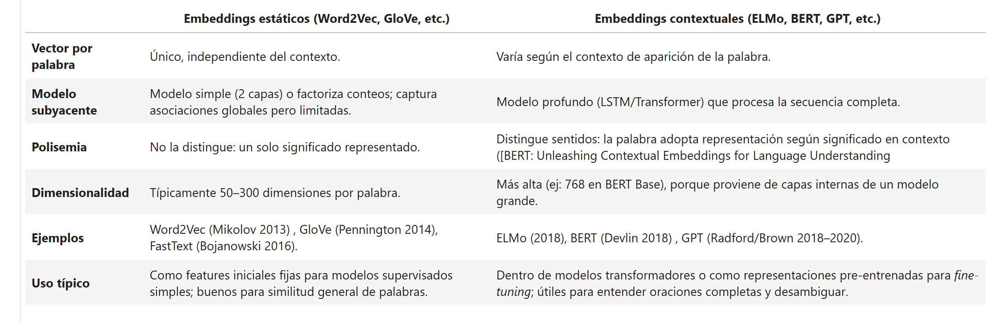 Embeddings estáticos (Word2Vec, GloVe, etc.)
Embeddings contextuales (ELMo, BERT, GPT, etc.)
Vector por
palabra
Único, independiente del contexto.
Varía según el contexto de aparición de la palabra.
Modelo
subyacente
Modelo simple (2 capas) o factoriza conteos; captura
asociaciones globales pero limitadas.
Modelo profundo (LSTM/Transformer) que procesa la secuencia completa.
Polisemia
No la distingue: un solo significado representado.
Distingue sentidos: la palabra adopta representación según significado en contexto
([BERT: Unleashing Contextual Embeddings for Language Understanding
Dimensionalidad
Típicamente 50–300 dimensiones por palabra.
Más alta (ej: 768 en BERT Base), porque proviene de capas internas de un modelo
grande.
Ejemplos
Word2Vec (Mikolov 2013) , GloVe (Pennington 2014),
FastText (Bojanowski 2016).
ELMo (2018), BERT (Devlin 2018) , GPT (Radford/Brown 2018–2020).
Uso típico
Como features iniciales fijas para modelos supervisados
simples; buenos para similitud general de palabras.
Dentro de modelos transformadores o como representaciones pre-entrenadas para fine-
tuning; útiles para entender oraciones completas y desambiguar.